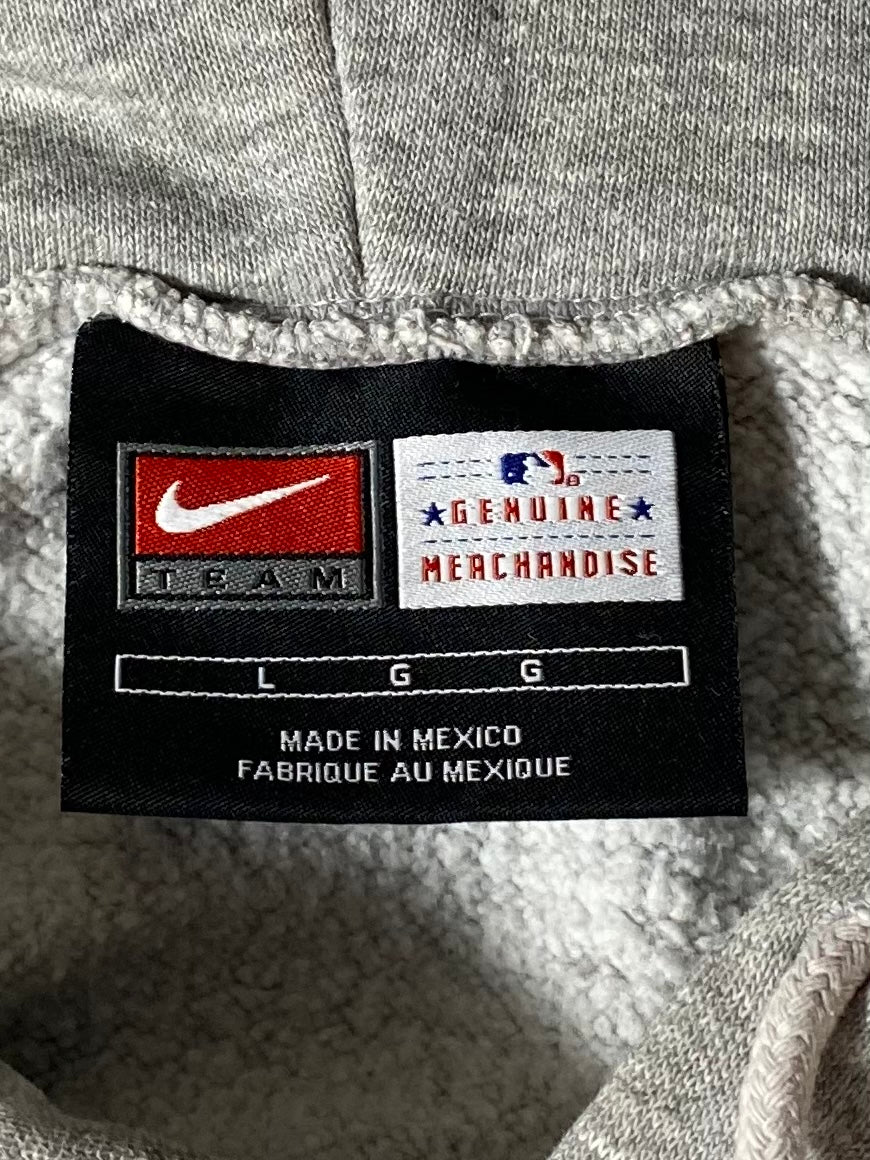 TEAM
GENUINE
MERCHANDISE
L G G
MADE IN MEXICO
FABRIQUE AU MEXIQUE